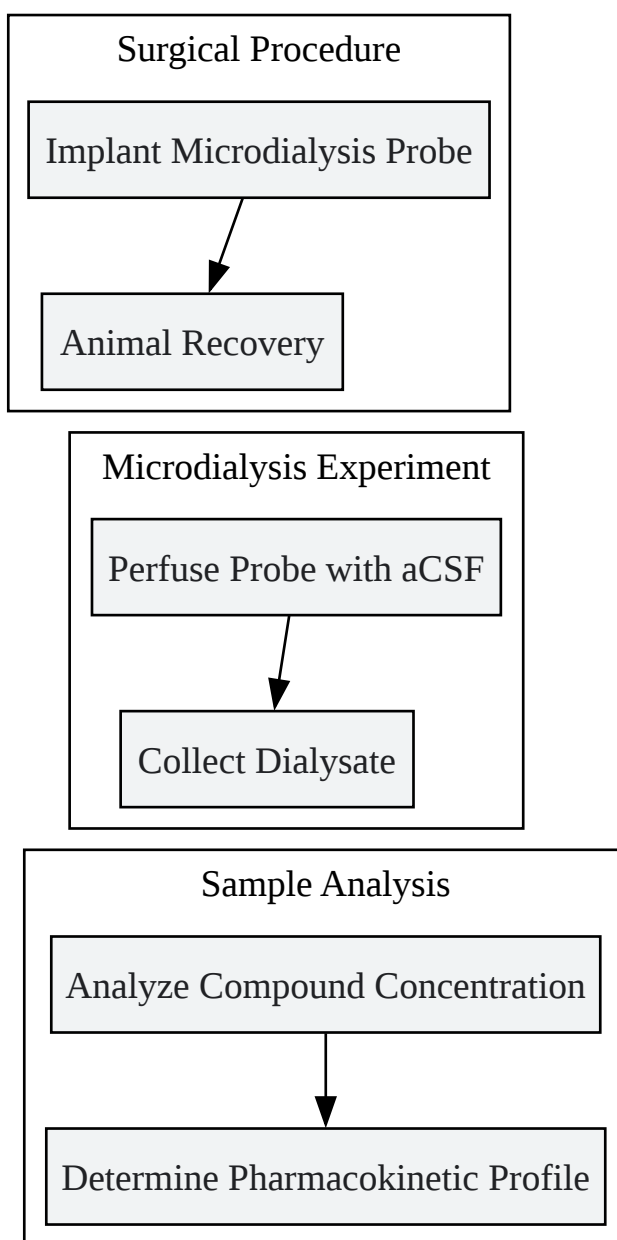 Surgical Procedure
Implant Microdialysis Probe
Animal Recovery
Microdialysis Experiment
Perfuse Probe with aCSF
Collect Dialysate
Sample Analysis
Analyze Compound Concentration
Determine Pharmacokinetic Profile